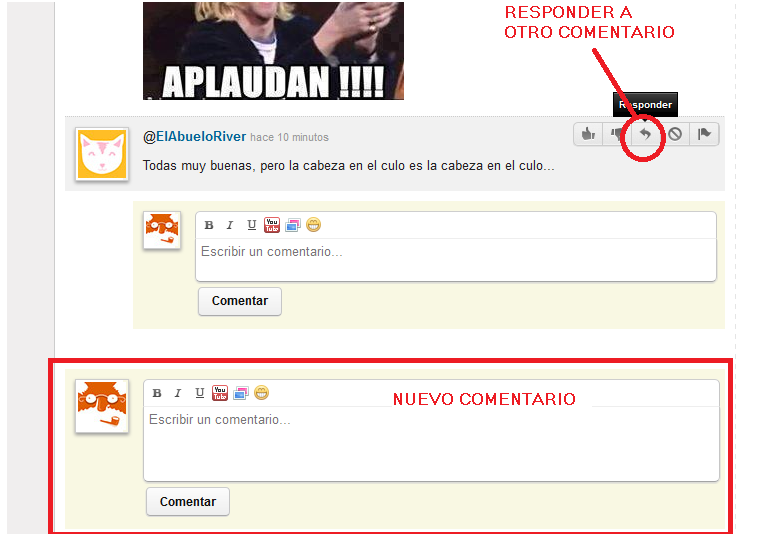 RESPONDER A
OTRO COMENTARIO
APLAUDAN !!!!
Responder
@ElAbueloRiver hace 10 minutos
Todas muy buenas, pero la cabeza en el culo es la cabeza en el culo...
B I U You Tube
Escribir un comentario...
Comentar
B I U You Tube
NUEVO COMENTARIO
Escribir un comentario...
Comentar